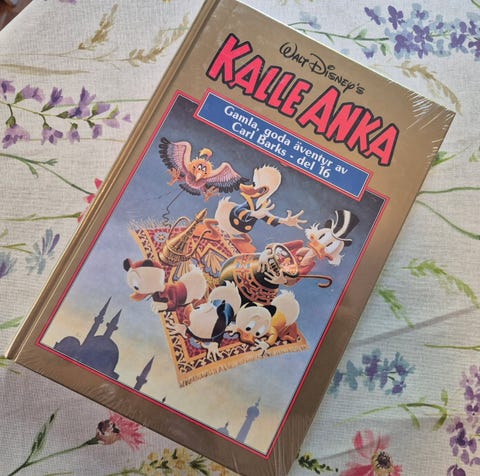 Walt Disney's
KALLE ANKA
Gamla, goda äventyr av
Carl Barks - del 16